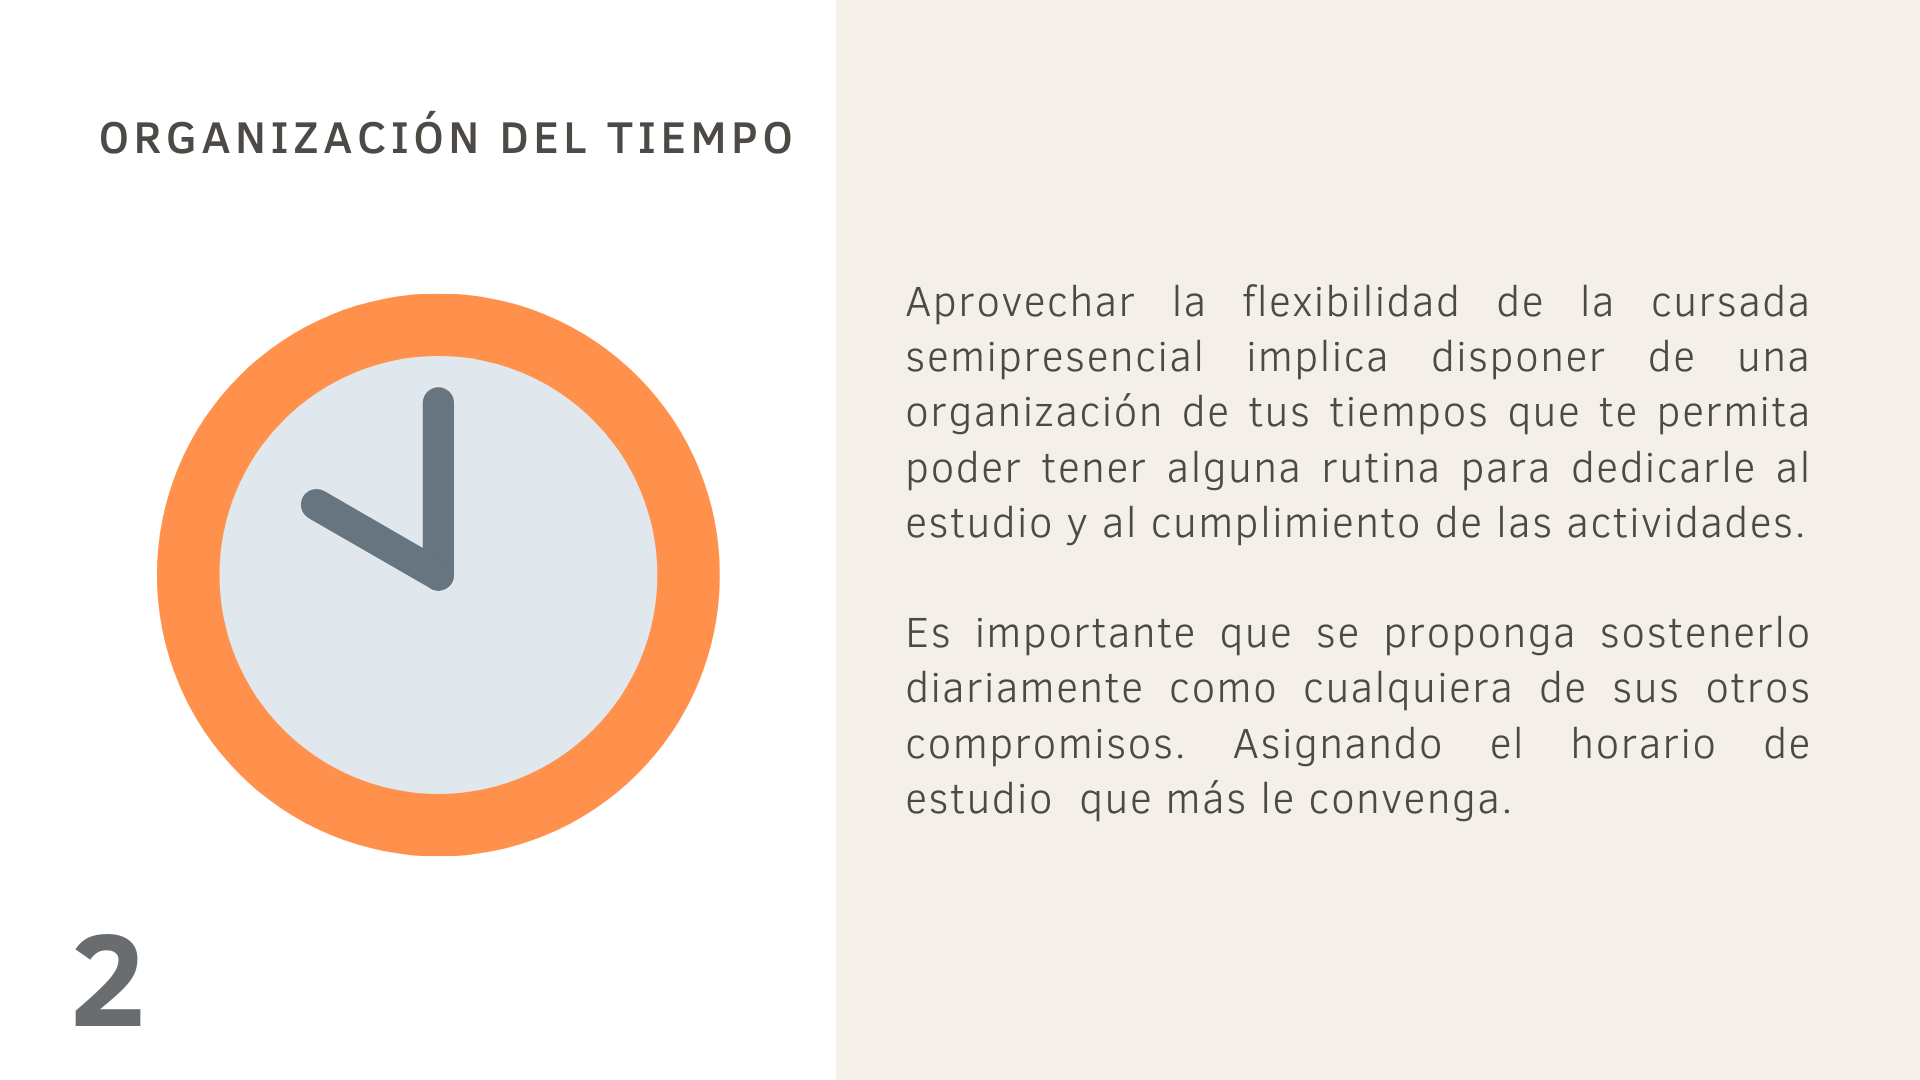 ORGANIZACIÓN DEL TIEMPO
Aprovechar la flexibilidad de la cursada
semipresencial implica disponer de una
organización de tus tiempos que te permita
poder tener alguna rutina para dedicarle al
estudio y al cumplimiento de las actividades.
Es importante que se proponga sostenerlo
diariamente como cualquiera de sus otros
compromisos. Asignando el horario de
estudio que más le convenga.
2